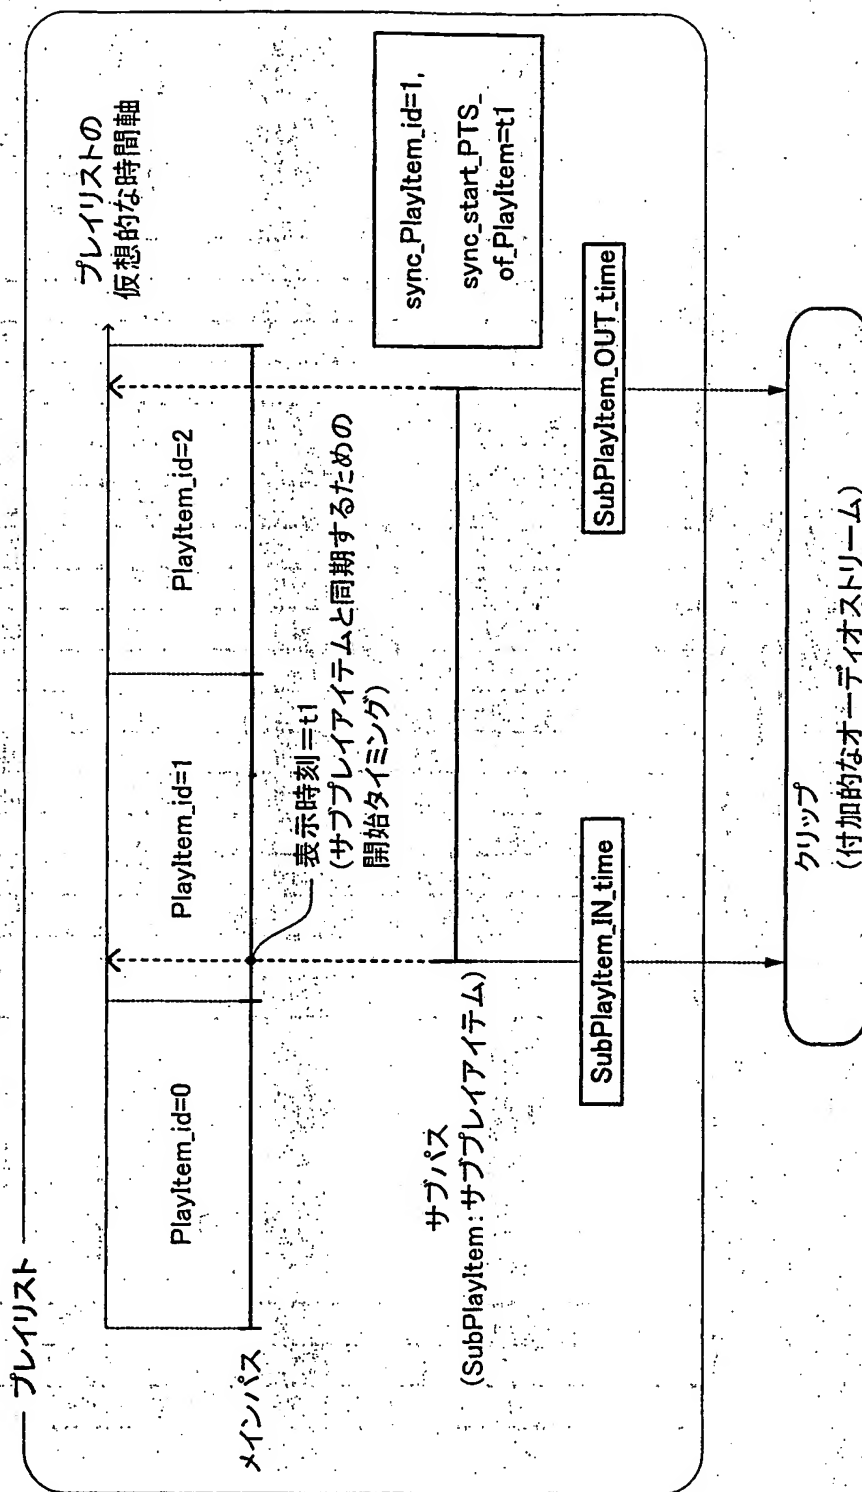 プレイリスト
プレイリストの
仮想的な時間軸
PlayItem_id=0
PlayItem_id=1
PlayItem_id=2
メインパス
表示時刻=t1
(サブプレイアイテムと同期するための
開始タイミング)
sync_PlayItem_id=1,
sync_start_PTS_
of_PlayItem=t1
サブパス
(SubPlayItem:サブプレイアイテム)
SubPlayItem_IN_time
SubPlayItem_OUT_time
クリップ
(付加的なオーディオストリーム)